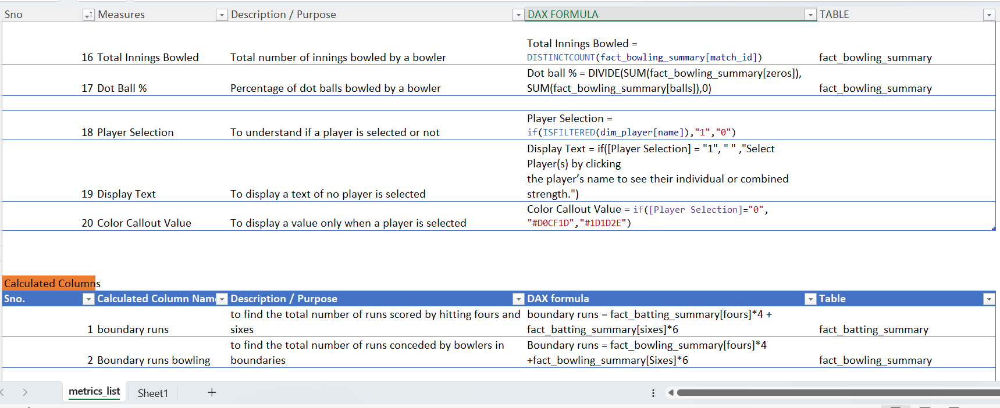 Sno Measures Description / Purpose DAX FORMULA TABLE
Total Innings Bowled =
16 Total Innings Bowled Total number of innings bowled by a bowler DISTINCTCOUNT(fact_bowling_summary[match_id]) fact_bowling_summary
Dot ball % = DIVIDE(SUM(fact_bowling_summary[zeros]),
17 Dot Ball % Percentage of dot balls bowled by a bowler SUM(fact_bowling_summary[balls]),0) fact_bowling_summary
Player Selection =
18 Player Selection To understand if a player is selected or not if(ISFILTERED(dim_player[name]),"1","0")
Display Text = if([Player Selection] = "1", " " ,"Select
Player(s) by clicking
the player’s name to see their individual or combined
19 Display Text To display a text of no player is selected strength.")
Color Callout Value = if([Player Selection]="0",
20 Color Callout Value To display a value only when a player is selected "#D0CF1D","#1D1D2E")
Calculated Columns
Sno. Calculated Column Nam Description / Purpose DAX formula Table
to find the total number of runs scored by hitting fours and boundary runs = fact_batting_summary[fours]*4 +
1 boundary runs sixes fact_batting_summary[sixes]*6 fact_batting_summary
to find the total number of runs conceded by bowlers in Boundary runs = fact_bowling_summary[fours]*4
2 Boundary runs bowling boundaries +fact_bowling_summary[Sixes]*6 fact_bowling_summary
metrics_list Sheet1